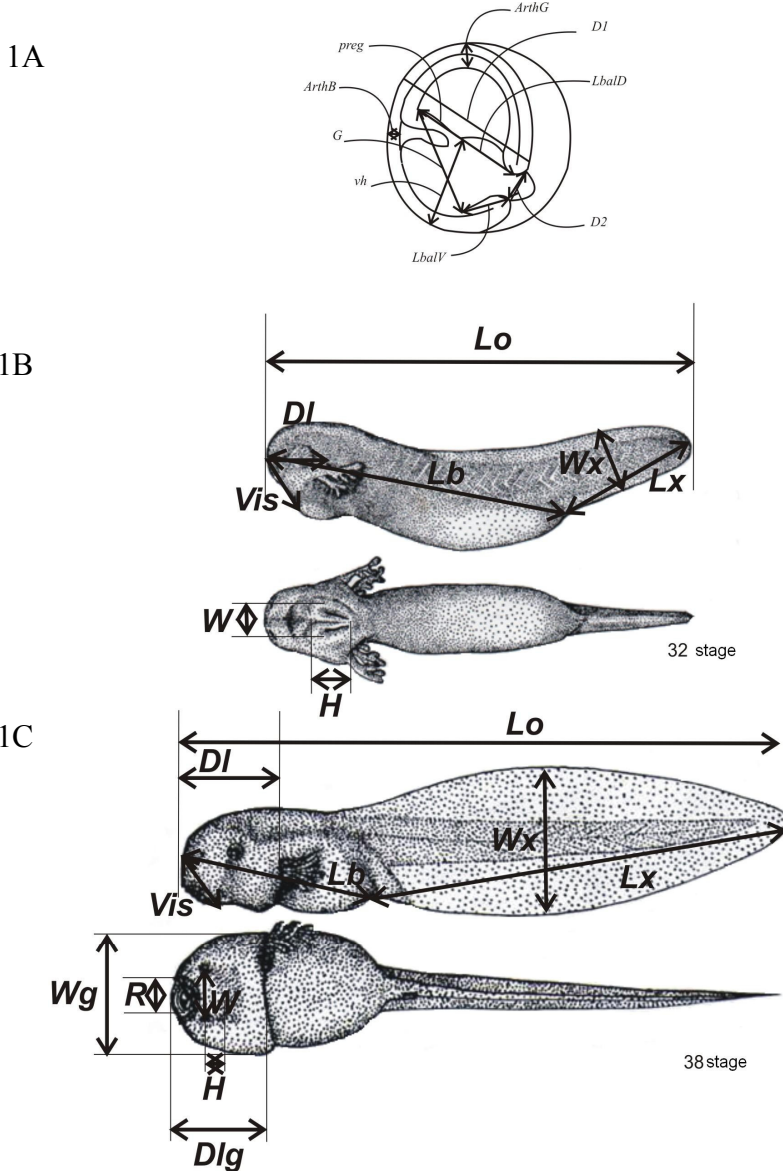 1A
ArthG
D1
preg
LbalD
ArthB
G
vh
D2
LbalV
1B
Lo
Dl
Lb
Wx
Lx
Vis
W
H
32 stage
1C
Lo
Dl
Wx
Lb
Lx
Vis
Wg
R
W
H
38 stage
Dlg